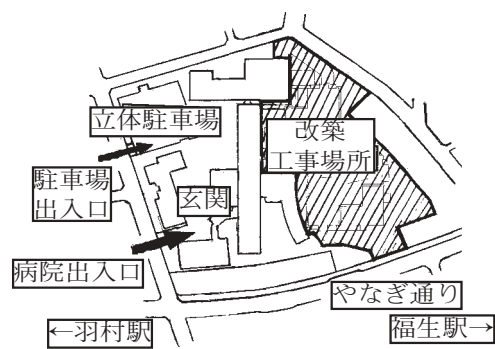 立体駐車場
改築
工事場所
駐車場
出入口
玄関
病院出入口
やなぎ通り
←羽村駅
福生駅→